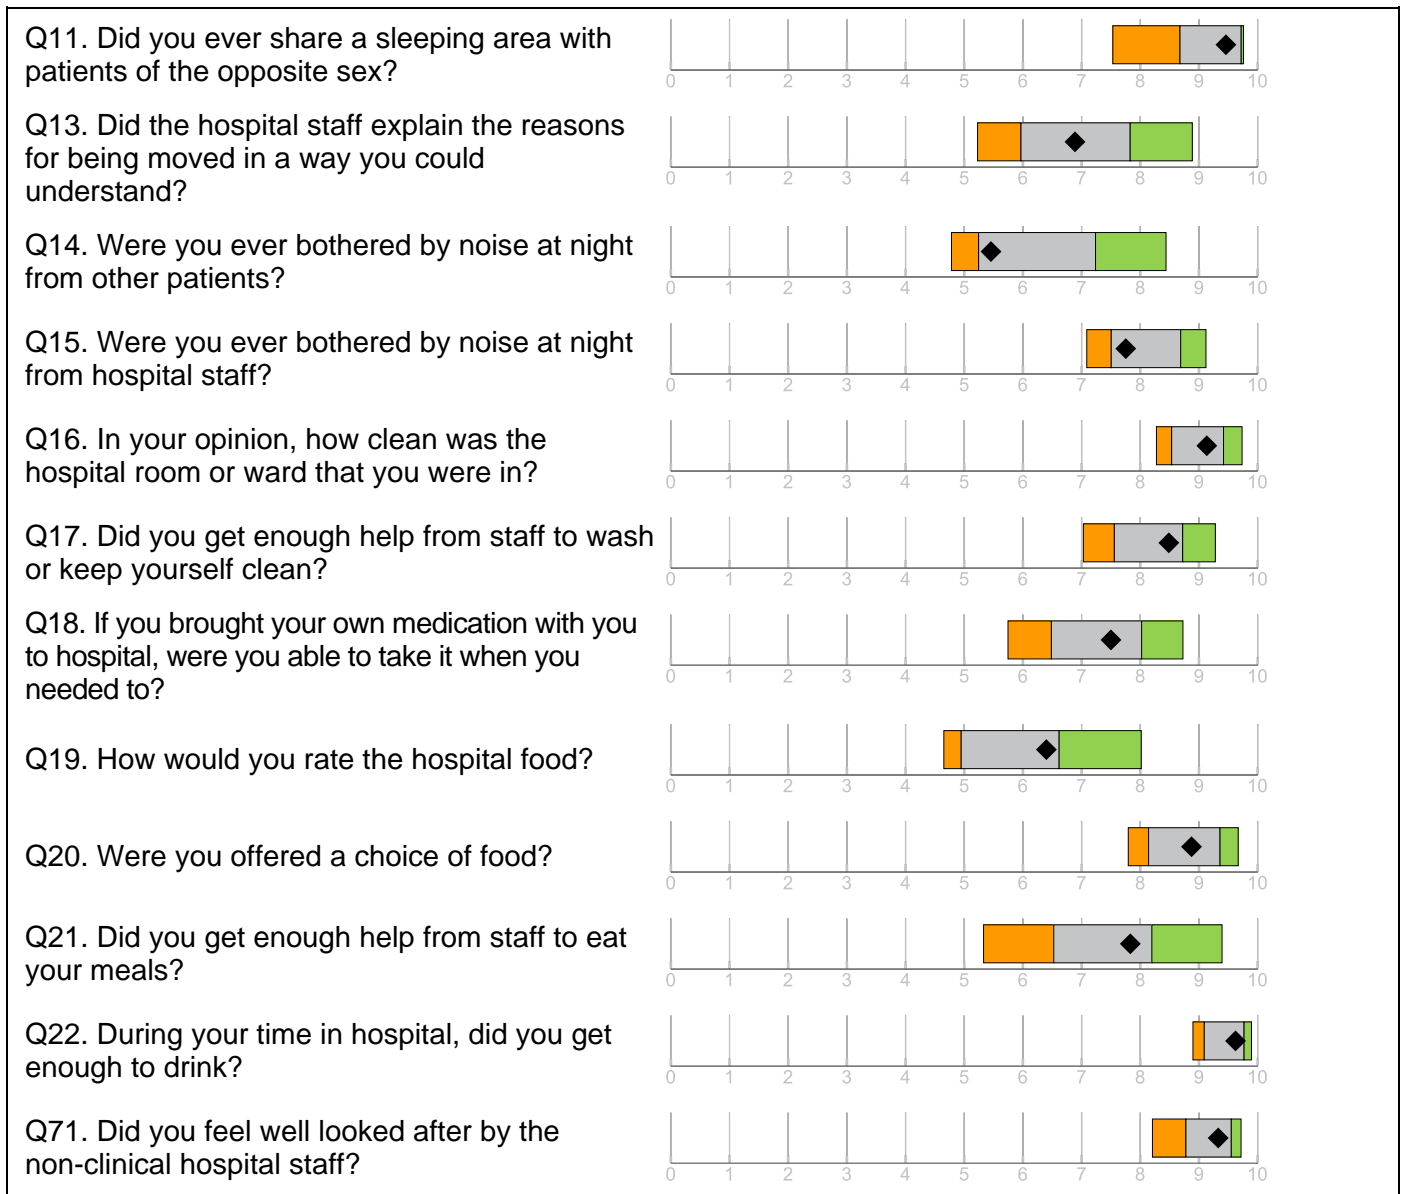 Q11. Did you ever share a sleeping area with
patients of the opposite sex?
0 1 2 3 4 5 6 7 8 9 10
Q13. Did the hospital staff explain the reasons
for being moved in a way you could
understand?
0 1 2 3 4 5 6 7 8 9 10
Q14. Were you ever bothered by noise at night
from other patients?
0 1 2 3 4 5 6 7 8 9 10
Q15. Were you ever bothered by noise at night
from hospital staff?
0 1 2 3 4 5 6 7 8 9 10
Q16. In your opinion, how clean was the
hospital room or ward that you were in?
0 1 2 3 4 5 6 7 8 9 10
Q17. Did you get enough help from staff to wash
or keep yourself clean?
0 1 2 3 4 5 6 7 8 9 10
Q18. If you brought your own medication with you
to hospital, were you able to take it when you
needed to?
0 1 2 3 4 5 6 7 8 9 10
Q19. How would you rate the hospital food?
0 1 2 3 4 5 6 7 8 9 10
Q20. Were you offered a choice of food?
0 1 2 3 4 5 6 7 8 9 10
Q21. Did you get enough help from staff to eat
your meals?
0 1 2 3 4 5 6 7 8 9 10
Q22. During your time in hospital, did you get
enough to drink?
0 1 2 3 4 5 6 7 8 9 10
Q71. Did you feel well looked after by the
non-clinical hospital staff?
0 1 2 3 4 5 6 7 8 9 10